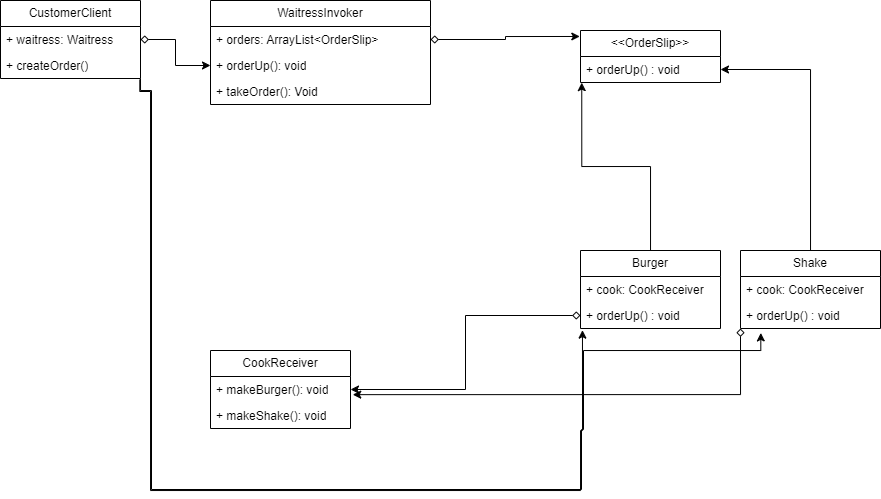 CustomerClient
+ waitress: Waitress
+ createOrder()
WaitressInvoker
+ orders: ArrayList<OrderSlip>
+ orderUp(): void
+ takeOrder(): Void
<<OrderSlip>>
+ orderUp() : void
Burger
+ cook: CookReceiver
+ orderUp() : void
Shake
+ cook: CookReceiver
+ orderUp() : void
CookReceiver
+ makeBurger(): void
+ makeShake(): void